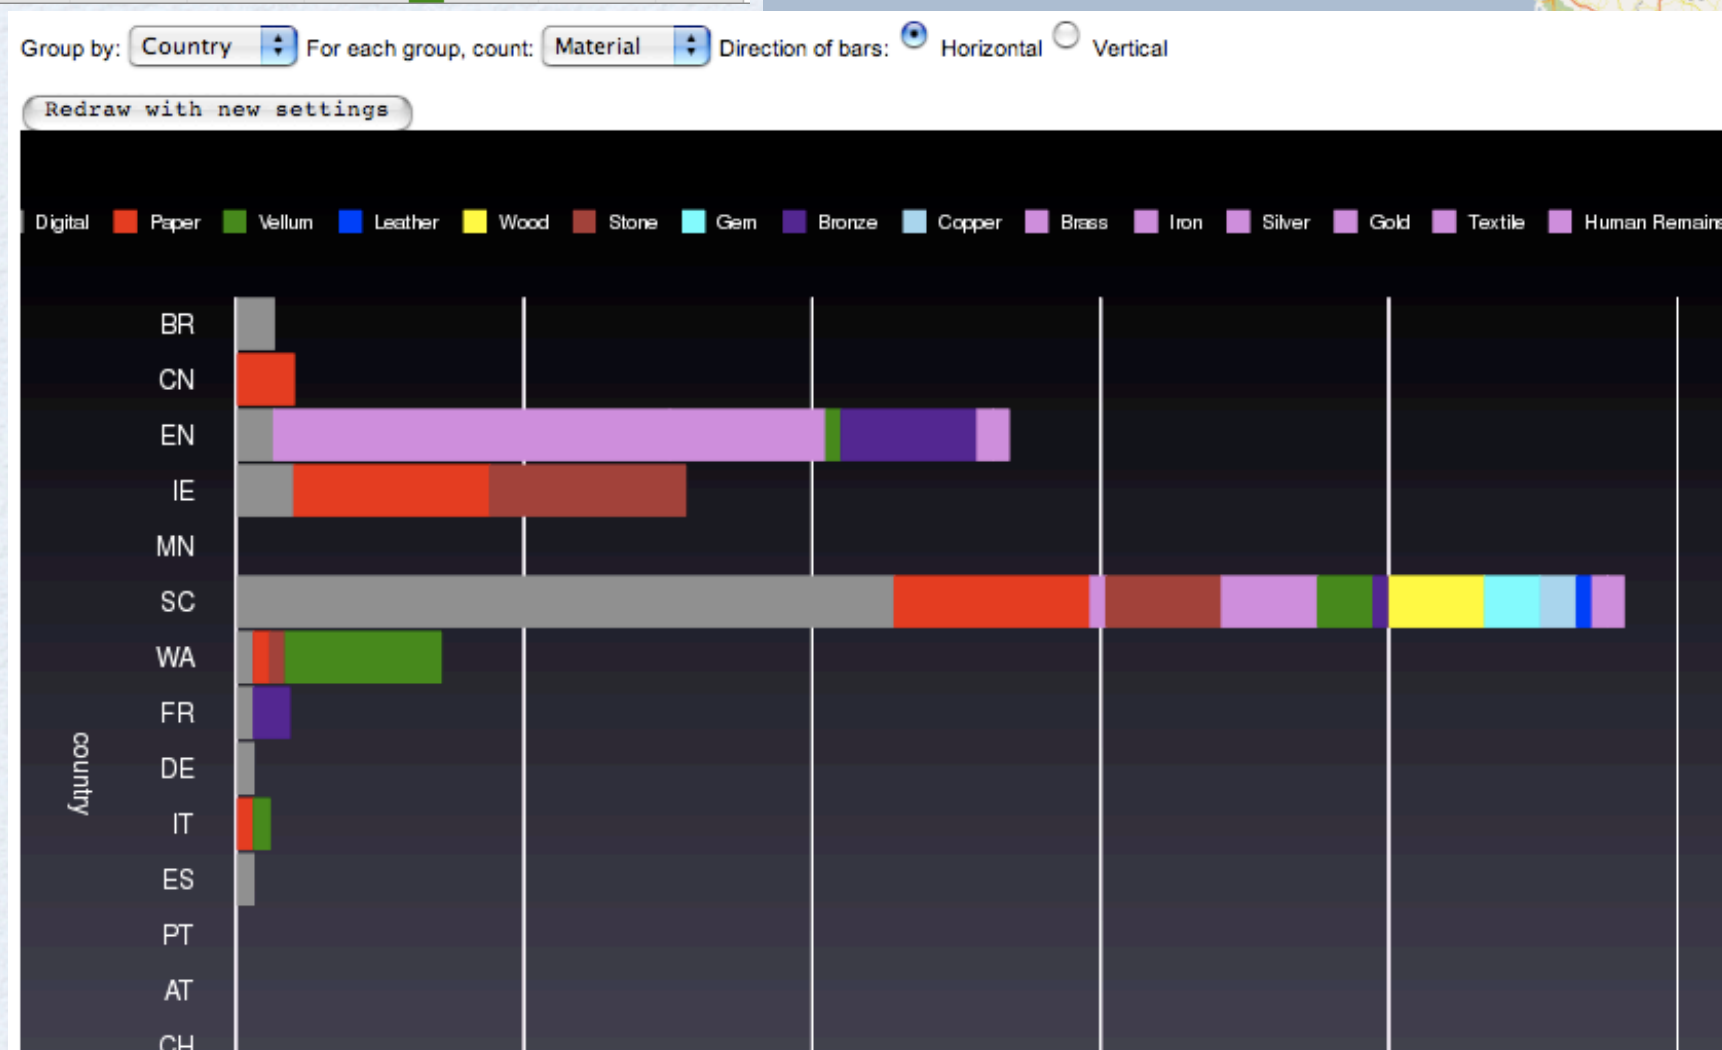 Group by: Country For each group, count: Material Direction of bars: Horizontal Vertical
Redraw with new settings
Digital Paper Vellum Leather Wood Stone Gem Bronze Copper Brass Iron Silver Gold Textile Human Remains
BR
CN
EN
IE
MN
SC
WA
FR
DE
IT
ES
PT
AT
CH
country